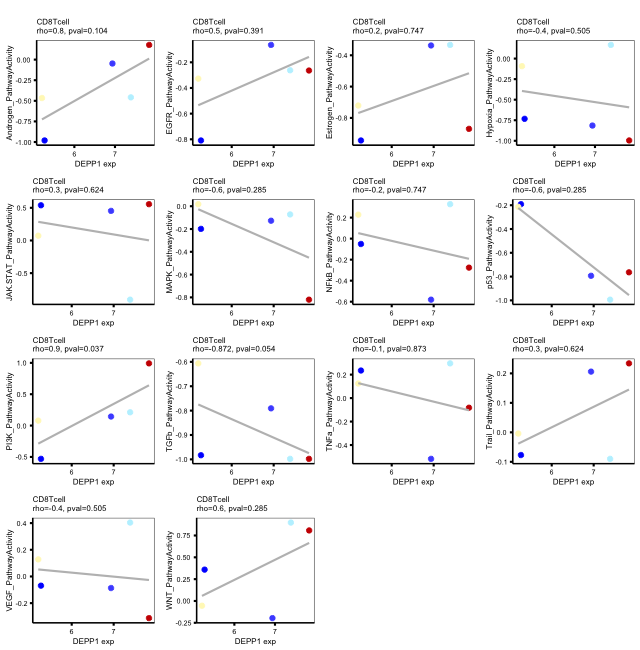 CD8Tcell
rho=0.8, pval=0.104
Androgen_PathwayActivity
0.00
-0.25
-0.50
-0.75
-1.00
6
7
DEPP1 exp
CD8Tcell
rho=0.5, pval=0.391
EGFR_PathwayActivity
-0.2
-0.4
-0.6
-0.8
6
7
DEPP1 exp
CD8Tcell
rho=0.2, pval=0.747
Estrogen_PathwayActivity
-0.4
-0.6
-0.8
6
7
DEPP1 exp
CD8Tcell
rho=-0.4, pval=0.505
Hypoxia_PathwayActivity
0.00
-0.25
-0.50
-0.75
-1.00
6
7
DEPP1 exp
CD8Tcell
rho=0.3, pval=0.624
JAK.STAT_PathwayActivity
0.5
0.0
-0.5
6
7
DEPP1 exp
CD8Tcell
rho=-0.6, pval=0.285
MAPK_PathwayActivity
0.0
-0.2
-0.4
-0.6
-0.8
6
7
DEPP1 exp
CD8Tcell
rho=-0.2, pval=0.747
NFkB_PathwayActivity
0.2
0.0
-0.2
-0.4
-0.6
6
7
DEPP1 exp
CD8Tcell
rho=-0.6, pval=0.285
p53_PathwayActivity
-0.2
-0.4
-0.6
-0.8
-1.0
6
7
DEPP1 exp
CD8Tcell
rho=0.9, pval=0.037
PI3K_PathwayActivity
1.0
0.5
0.0
-0.5
6
7
DEPP1 exp
CD8Tcell
rho=-0.872, pval=0.054
TGFb_PathwayActivity
-0.6
-0.7
-0.8
-0.9
-1.0
6
7
DEPP1 exp
CD8Tcell
rho=-0.1, pval=0.873
TNFa_PathwayActivity
0.2
0.0
-0.2
-0.4
6
7
DEPP1 exp
CD8Tcell
rho=0.3, pval=0.624
Trail_PathwayActivity
0.2
0.1
0.0
-0.1
6
7
DEPP1 exp
CD8Tcell
rho=-0.4, pval=0.505
VEGF_PathwayActivity
0.4
0.2
0.0
-0.2
6
7
DEPP1 exp
CD8Tcell
rho=0.6, pval=0.285
WNT_PathwayActivity
0.75
0.50
0.25
0.00
-0.25
6
7
DEPP1 exp